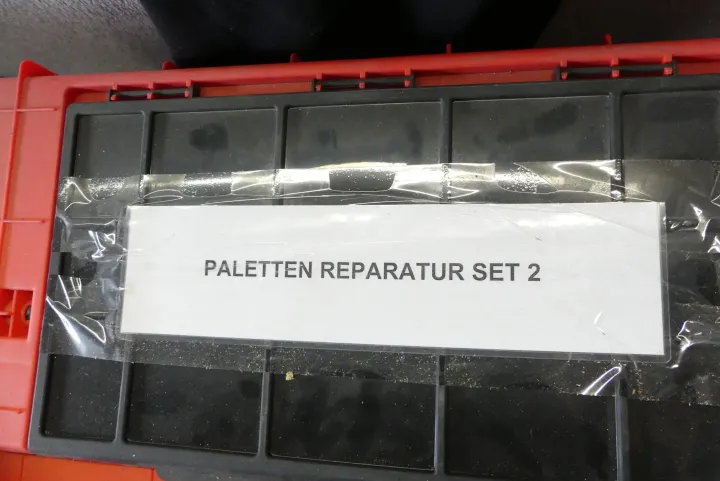 PALETTEN REPARATUR SET 2